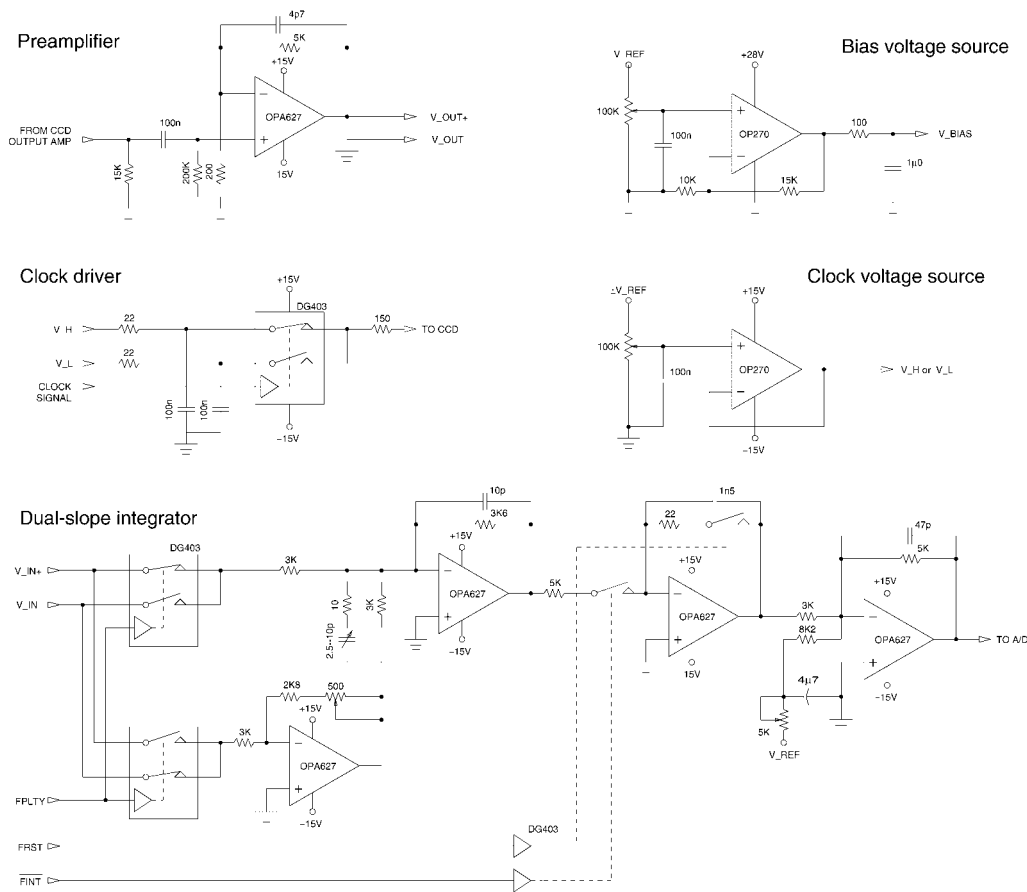 Preamplifier
4p7
5K
+15V
OPA627
FROM CCD
OUTPUT AMP
100n
15K
200K
200
15V
V_OUT+
V_OUT
Bias voltage source
V_REF
+28V
100K
100n
OP270
100
V_BIAS
1µ0
10K
15K
Clock driver
+15V
DG403
V_H
22
150
TO CCD
V_L
22
CLOCK
SIGNAL
100n
100n
−15V
Clock voltage source
±V_REF
+15V
100K
100n
OP270
V_H or V_L
−15V
Dual-slope integrator
10p
3K6
1n5
22
47p
5K
DG403
+15V
+15V
+15V
V_IN+
3K
V_IN
OPA627
5K
OPA627
3K
8K2
OPA627
TO A/D
10
3K
2.5--10p
−15V
15V
−15V
4µ7
5K
V_REF
2K8
500
+15V
3K
OPA627
FPLTY
−15V
DG403
FRST
FINT